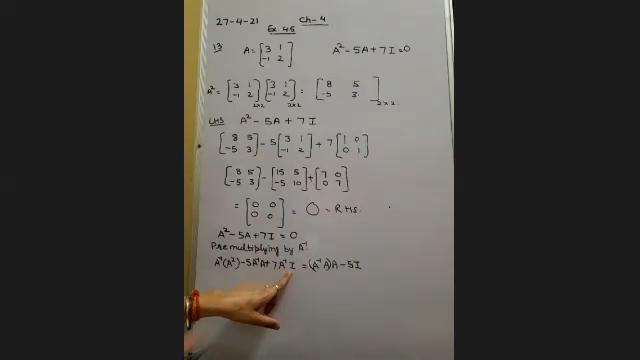 27-4-21 Ch-4
Ex 4.5
13 A = [3 1 -1 2] A² - 5A + 7I = 0
A² = [3 1 -1 2]2x2 [3 1 -1 2]2x2 = [8 5 -5 3]2x2
LHS A² - 5A + 7I
[8 5 -5 3] - 5 [3 1 -1 2] + 7 [1 0 0 1]
[8 5 -5 3] - [15 5 -5 10] + [7 0 0 7]
= [0 0 0 0] = 0 = RHS.
A² - 5A + 7I = 0
Premultiplying by A⁻¹
A⁻¹(A²) - 5A⁻¹A + 7A⁻¹I = (A⁻¹A)A - 5I